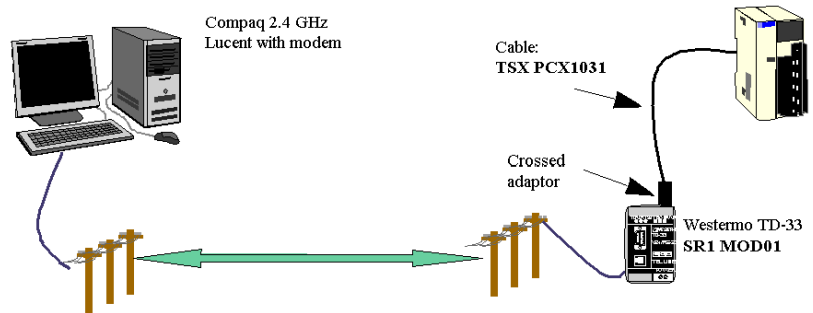 Compaq 2.4 GHz
Lucent with modem
Cable:
TSX PCX1031
Crossed
adaptor
Westermo TD-33
SR1 MOD01